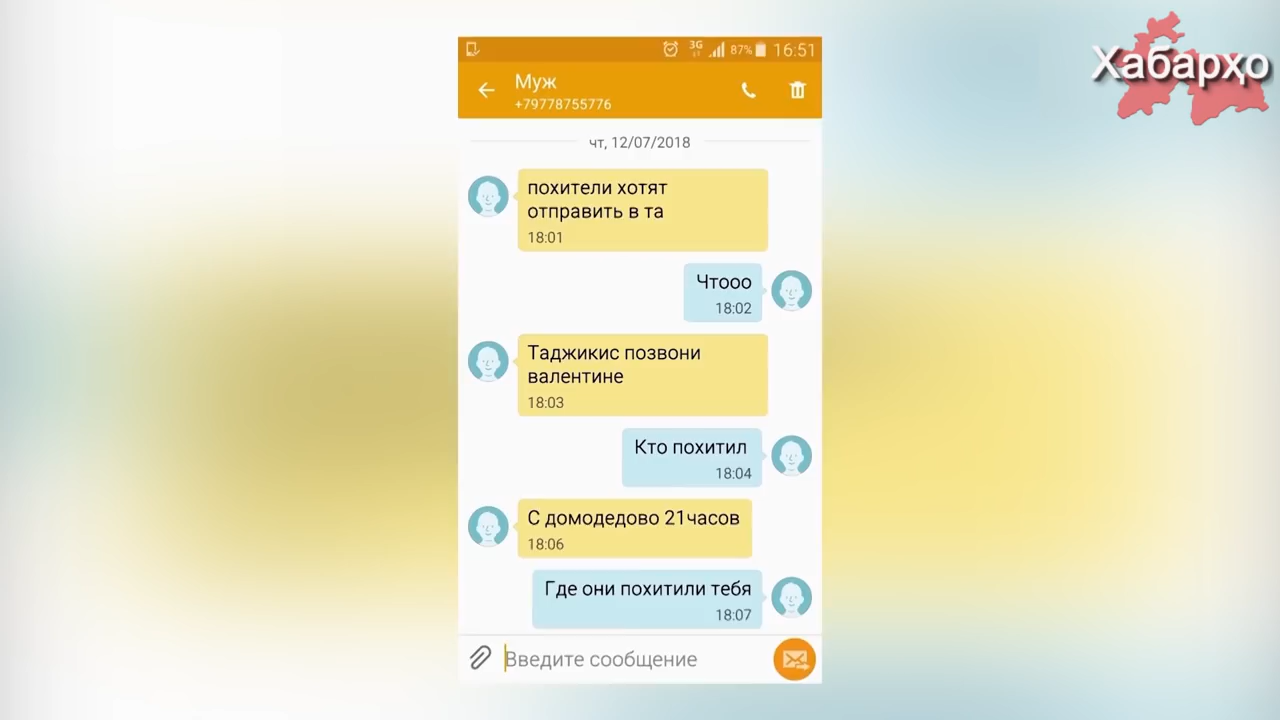 Хабарҳо
3G 87% 16:51
Муж
+79778755776
чт, 12/07/2018
похители хотят
отправить в та
18:01
Чтооо
18:02
Таджикис позвони
валентине
18:03
Кто похитил
18:04
С домодедово 21часов
18:06
Где они похитили тебя
18:07
Введите сообщение